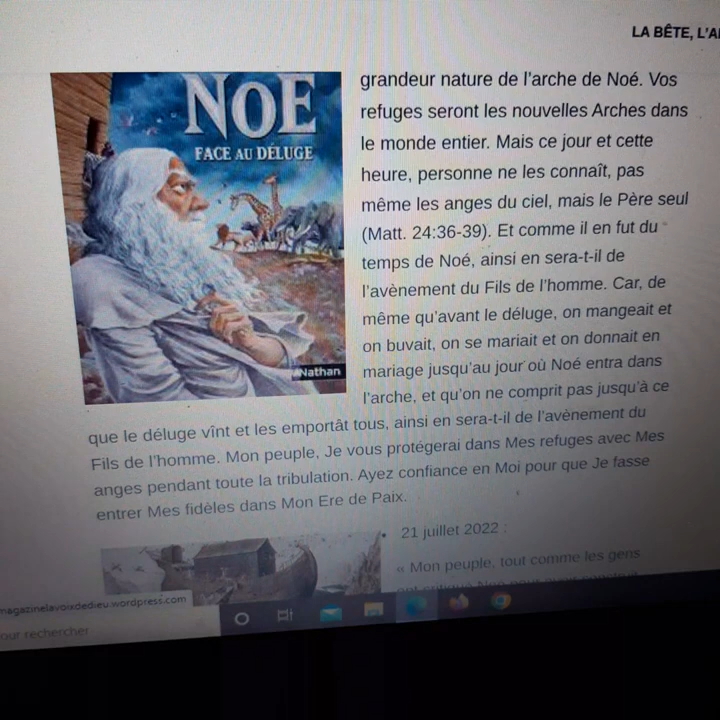 LA BÊTE, L'A
NOE
FACE AU DÉLUGE
Nathan
grandeur nature de l'arche de Noé. Vos
refuges seront les nouvelles Arches dans
le monde entier. Mais ce jour et cette
heure, personne ne les connaît, pas
même les anges du ciel, mais le Père seul
(Matt. 24:36-39). Et comme il en fut du
temps de Noé, ainsi en sera-t-il de
l'avènement du Fils de l'homme. Car, de
même qu'avant le déluge, on mangeait et
on buvait, on se mariait et on donnait en
mariage jusqu'au jour où Noé entra dans
l'arche, et qu'on ne comprit pas jusqu'à ce
que le déluge vînt et les emportât tous, ainsi en sera-t-il de l'avènement du
Fils de l'homme. Mon peuple, Je vous protégerai dans Mes refuges avec Mes
anges pendant toute la tribulation. Ayez confiance en Moi pour que Je fasse
entrer Mes fidèles dans Mon Ere de Paix.
• 21 juillet 2022 :
« Mon peuple, tout comme les gens
ont critiqué Noé pour
magazinelavoixdedieu.wordpress.com
our rechercher